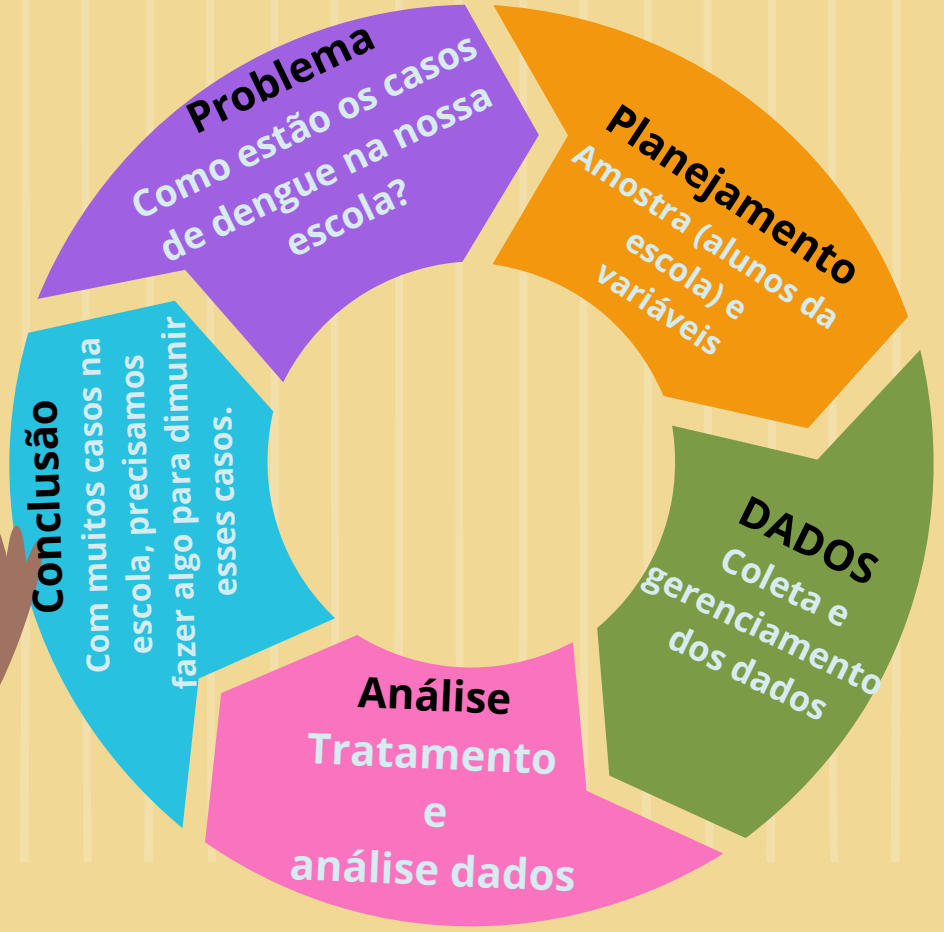 Problema
Como estão os casos
de dengue na nossa
escola?
Planejamento
Amostra (alunos da
escola) e
variáveis
DADOS
Coleta e
gerenciamento
dos dados
Análise
Tratamento
e
análise dados
Conclusão
Com muitos casos na
escola, precisamos
fazer algo para dimunir
esses casos.